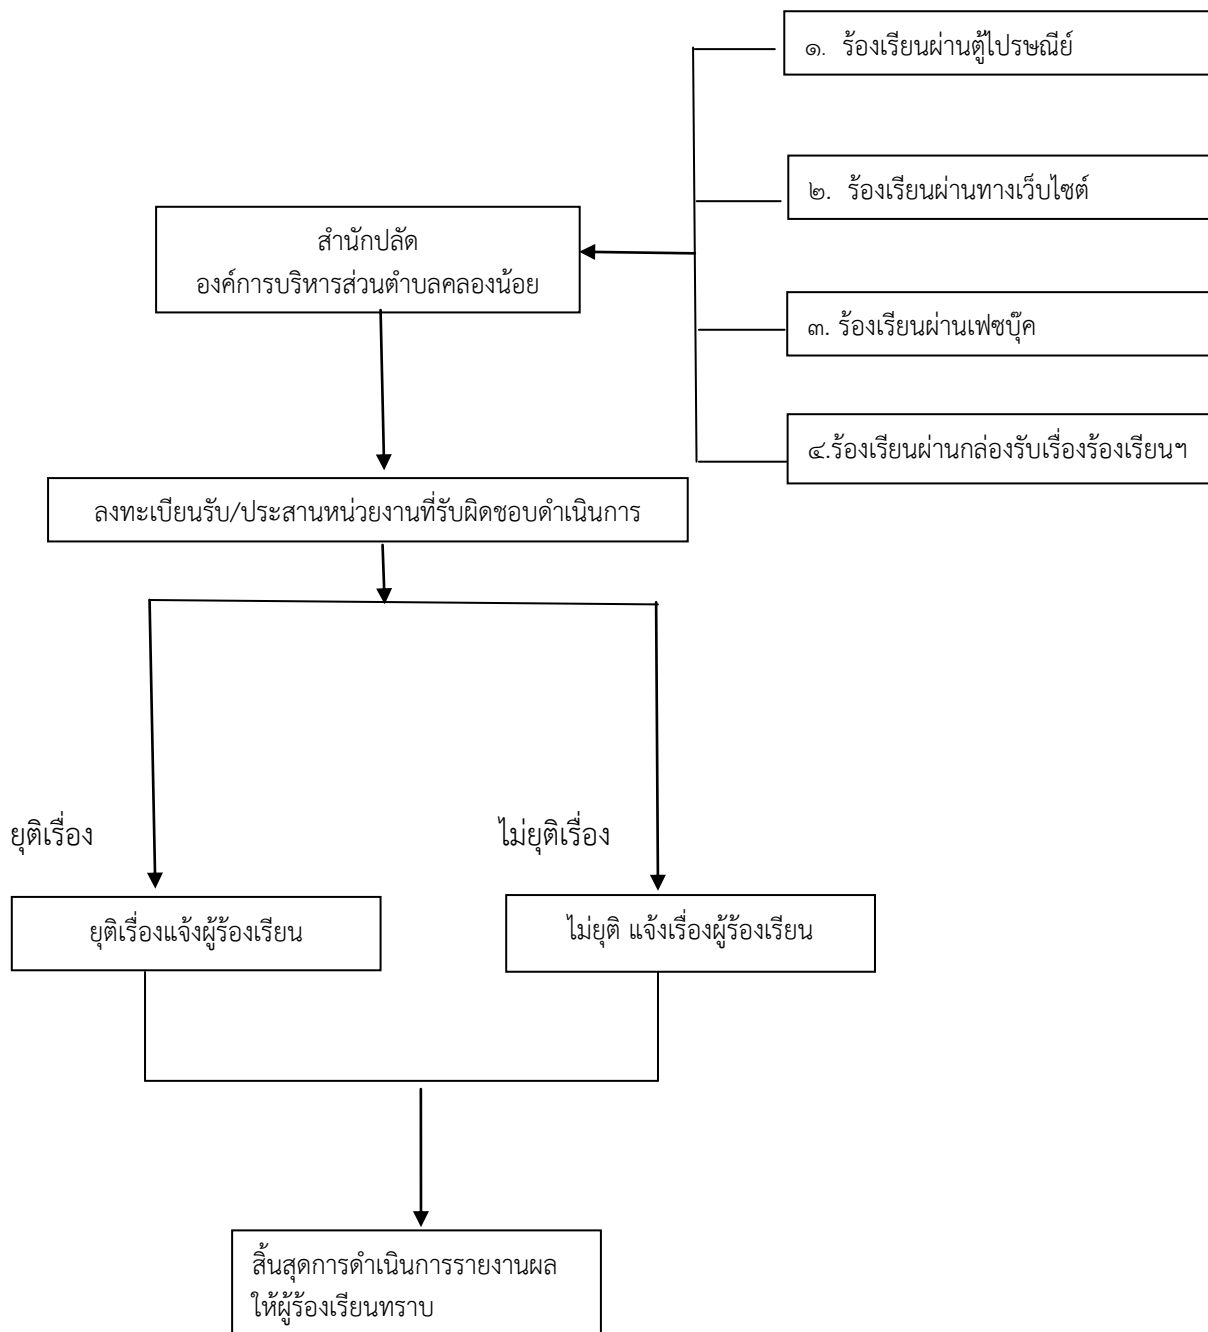 ๑. ร้องเรียนผ่านตู้ไปรษณีย์
๒. ร้องเรียนผ่านทางเว็บไซต์
สำนักปลัด
องค์การบริหารส่วนตำบลคลองน้อย
๓. ร้องเรียนผ่านเฟซบุ๊ค
๔.ร้องเรียนผ่านกล่องรับเรื่องร้องเรียนฯ
ลงทะเบียนรับ/ประสานหน่วยงานที่รับผิดชอบดำเนินการ
ยุติเรื่อง
ไม่ยุติเรื่อง
ยุติเรื่องแจ้งผู้ร้องเรียน
ไม่ยุติ แจ้งเรื่องผู้ร้องเรียน
สิ้นสุดการดำเนินการรายงานผล
ให้ผู้ร้องเรียนทราบ